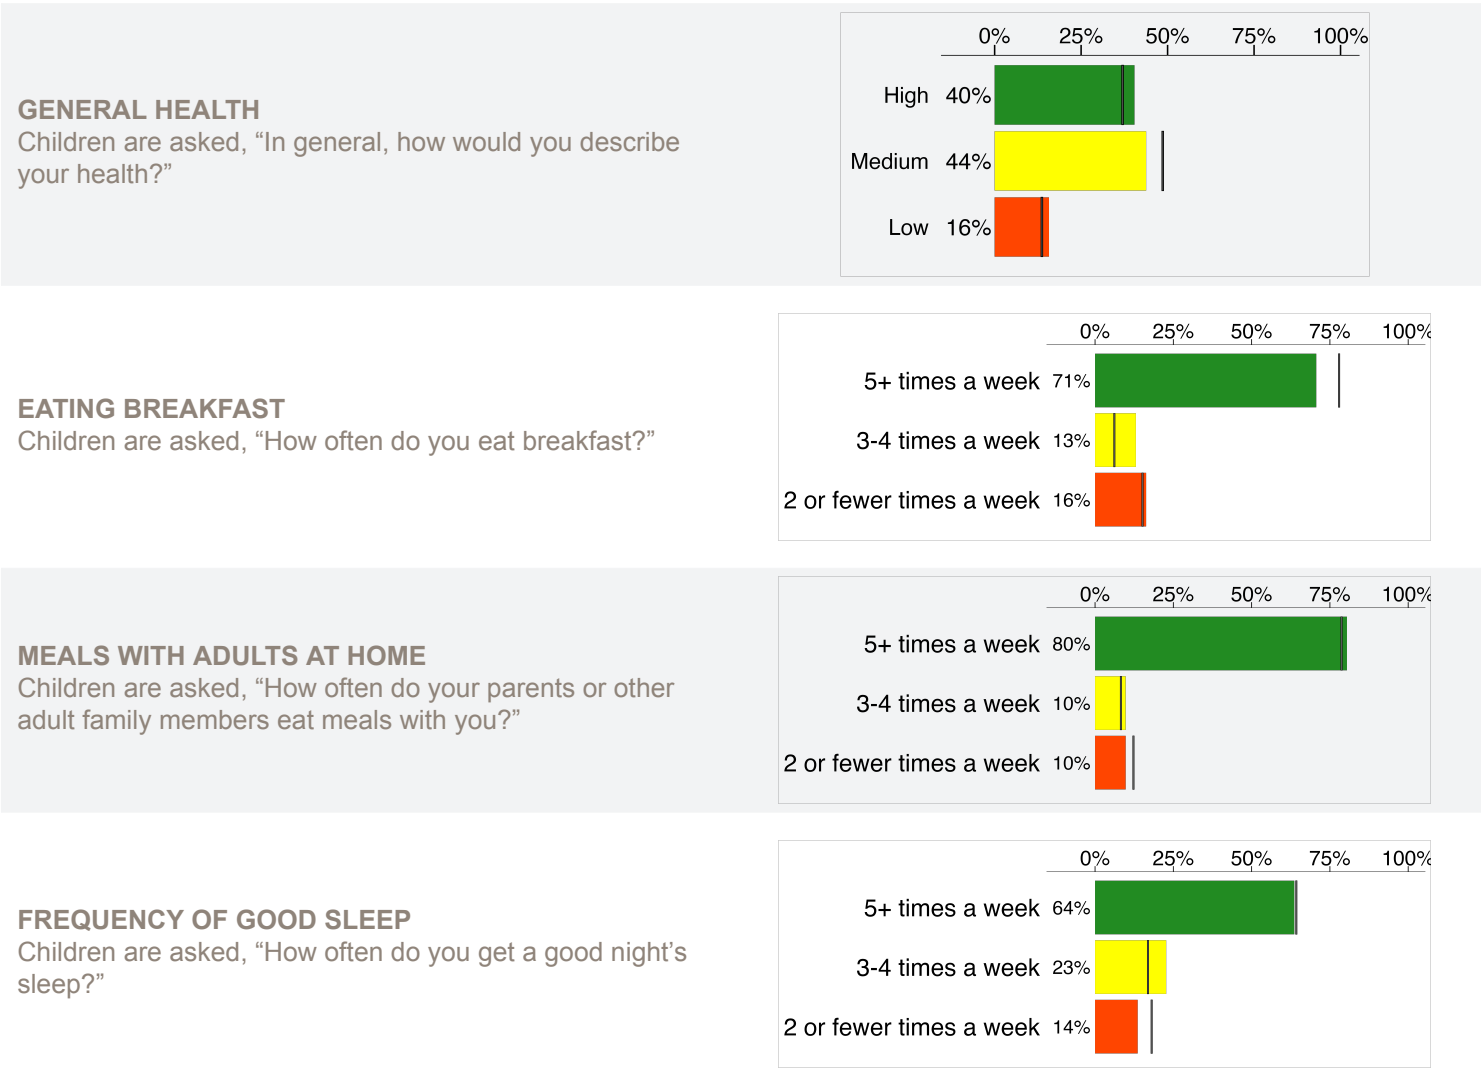 GENERAL HEALTH
Children are asked, “In general, how would you describe
your health?”
0% 25% 50% 75% 100%
High 40%
Medium 44%
Low 16%
EATING BREAKFAST
Children are asked, “How often do you eat breakfast?”
0% 25% 50% 75% 100%
5+ times a week 71%
3-4 times a week 13%
2 or fewer times a week 16%
MEALS WITH ADULTS AT HOME
Children are asked, “How often do your parents or other
adult family members eat meals with you?”
0% 25% 50% 75% 100%
5+ times a week 80%
3-4 times a week 10%
2 or fewer times a week 10%
FREQUENCY OF GOOD SLEEP
Children are asked, “How often do you get a good night’s
sleep?”
0% 25% 50% 75% 100%
5+ times a week 64%
3-4 times a week 23%
2 or fewer times a week 14%